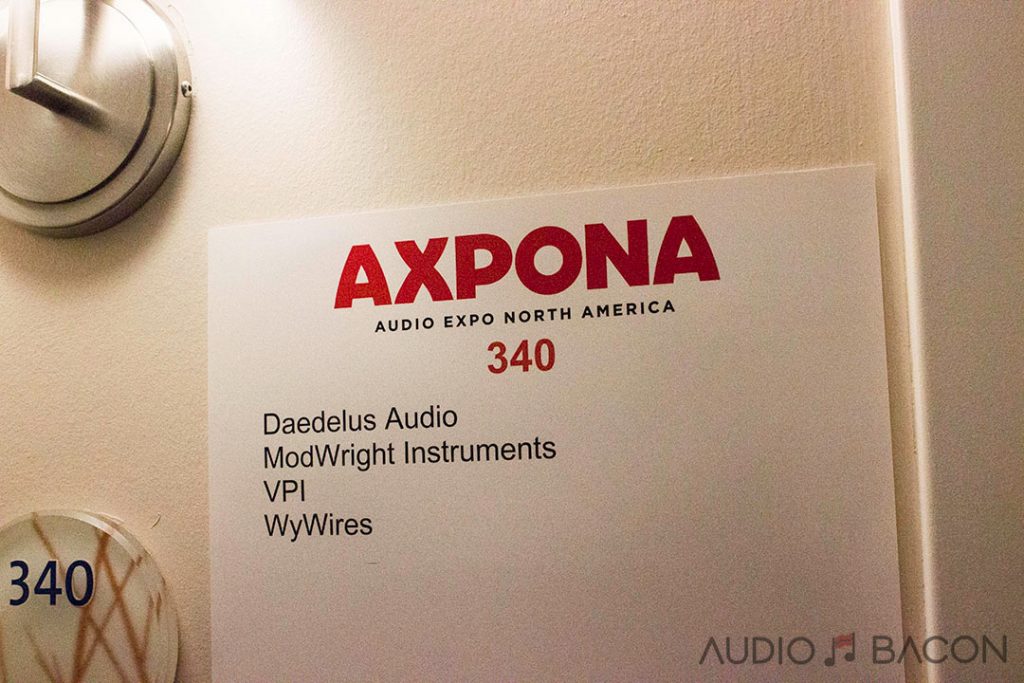 AXPONA
AUDIO EXPO NORTH AMERICA
340
Daedelus Audio
ModWright Instruments
VPI
WyWires
340
AUDIO BACON